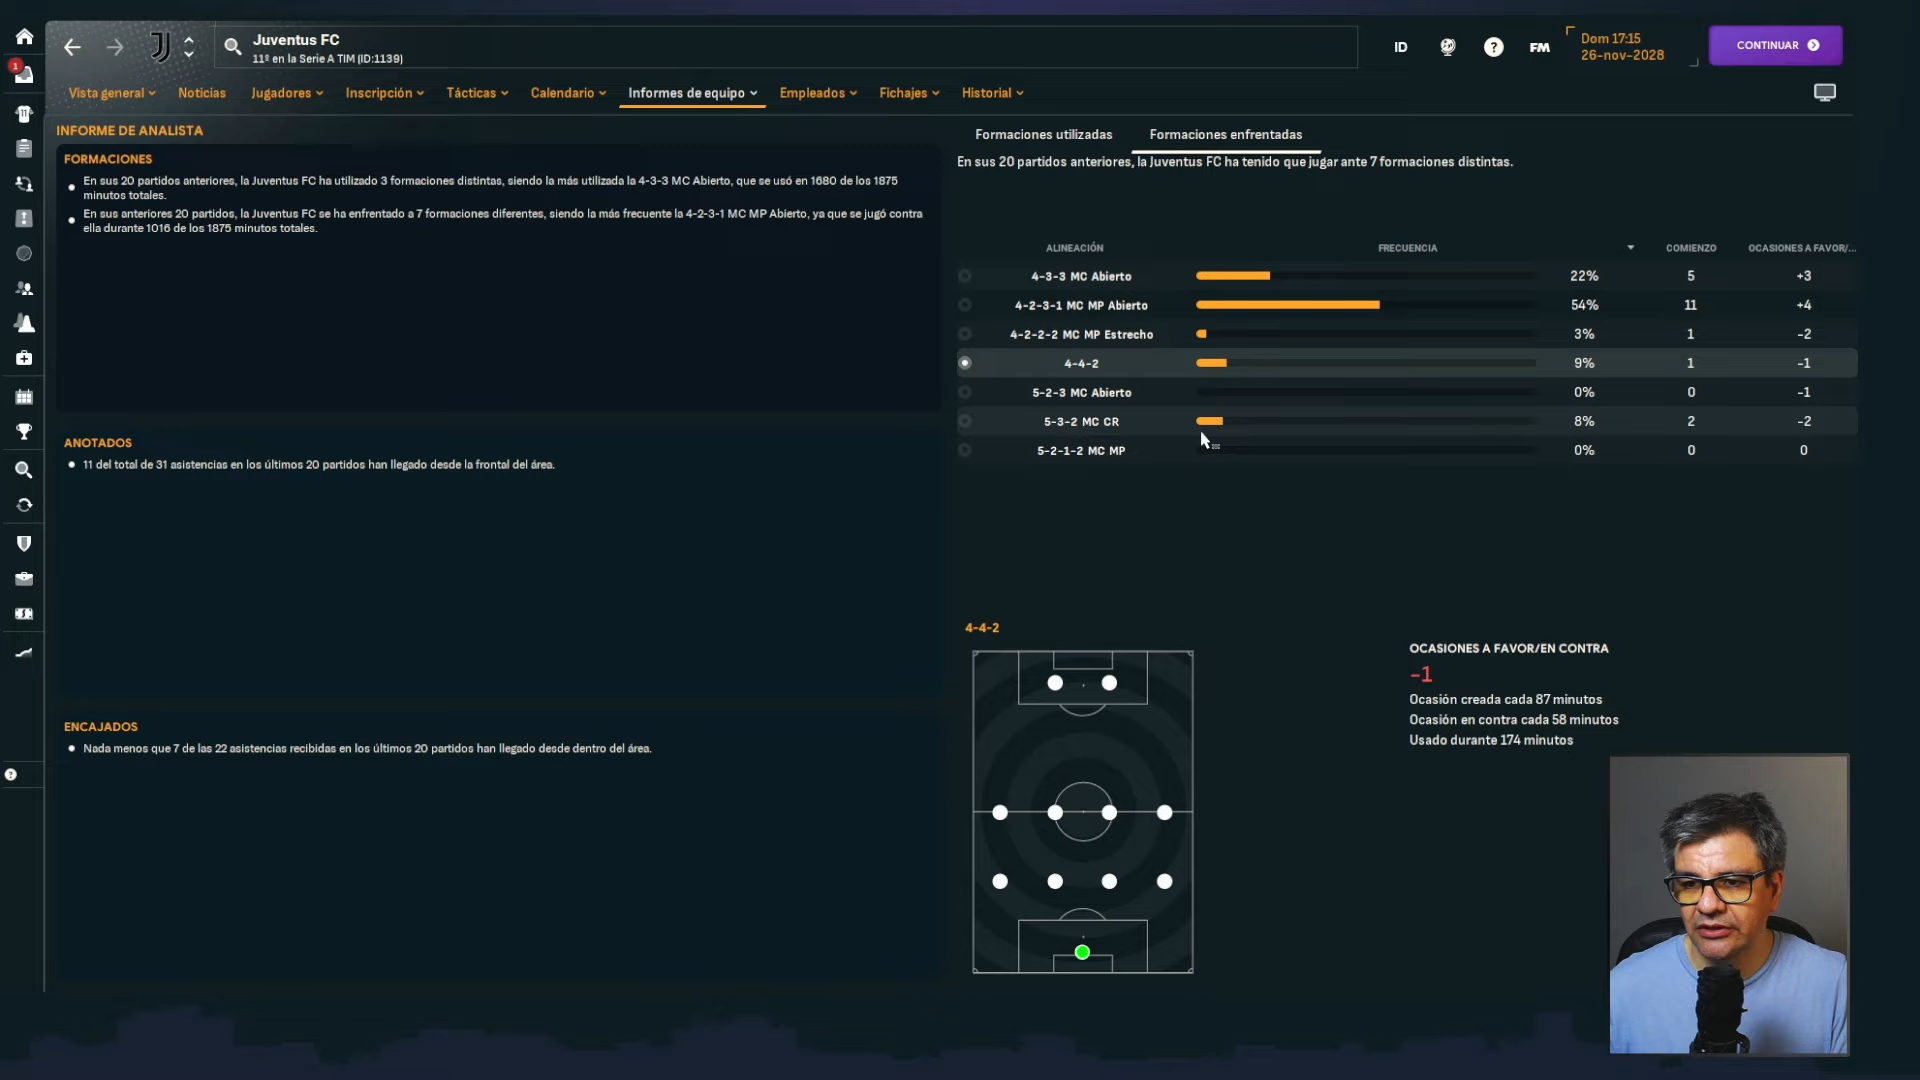 Juventus FC
11º en la Serie A TIM (ID:1139)
ID
?
FM
Dom 17:15
26-nov-2028
CONTINUAR
1
Vista general
Noticias
Jugadores
Inscripción
Tácticas
Calendario
Informes de equipo
Empleados
Fichajes
Historial
11
INFORME DE ANALISTA
FORMACIONES
En sus 20 partidos anteriores, la Juventus FC ha utilizado 3 formaciones distintas, siendo la más utilizada la 4-3-3 MC Abierto, que se usó en 1680 de los 1875
minutos totales.
En sus anteriores 20 partidos, la Juventus FC se ha enfrentado a 7 formaciones diferentes, siendo la más frecuente la 4-2-3-1 MC MP Abierto, ya que se jugó contra
ella durante 1016 de los 1875 minutos totales.
ANOTADOS
11 del total de 31 asistencias en los últimos 20 partidos han llegado desde la frontal del área.
ENCAJADOS
Nada menos que 7 de las 22 asistencias recibidas en los últimos 20 partidos han llegado desde dentro del área.
Formaciones utilizadas
Formaciones enfrentadas
En sus 20 partidos anteriores, la Juventus FC ha tenido que jugar ante 7 formaciones distintas.
ALINEACIÓN FRECUENCIA COMIENZO OCASIONES A FAVOR/...
4-3-3 MC Abierto 22% 5 +3
4-2-3-1 MC MP Abierto 54% 11 +4
4-2-2-2 MC MP Estrecho 3% 1 -2
4-4-2 9% 1 -1
5-2-3 MC Abierto 0% 0 -1
5-3-2 MC CR 8% 2 -2
5-2-1-2 MC MP 0% 0 0
4-4-2
OCASIONES A FAVOR/EN CONTRA
-1
Ocasión creada cada 87 minutos
Ocasión en contra cada 58 minutos
Usado durante 174 minutos
?